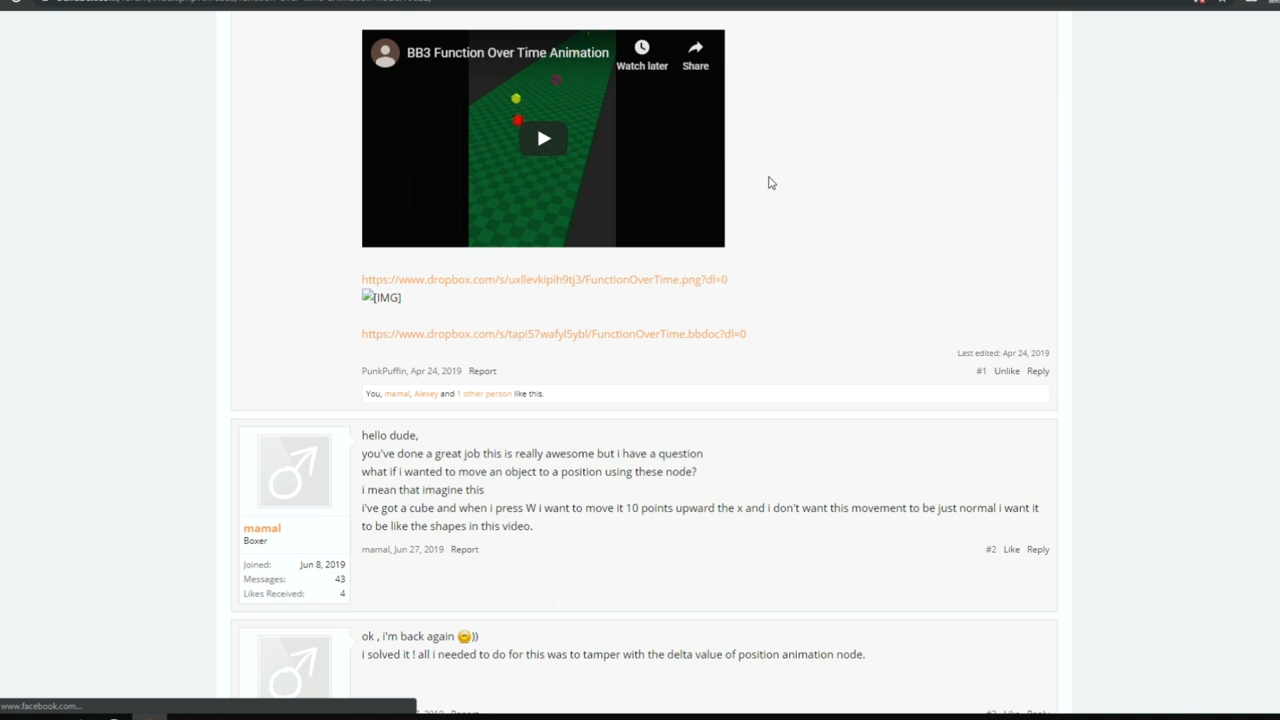 BB3 Function Over Time Animation
Watch later
Share
https://www.dropbox.com/s/uxllevkipih9tj3/FunctionOverTime.png?dl=0
[IMG]
https://www.dropbox.com/s/tapi57wafyl5ybl/FunctionOverTime.bbdoc?dl=0
Last edited: Apr 24, 2019
PunkPuffin, Apr 24, 2019 Report #1 Unlike Reply
You, mamal, Alexey and 1 other person like this.
hello dude,
you've done a great job this is really awesome but i have a question
what if i wanted to move an object to a position using these node?
i mean that imagine this
i've got a cube and when i press W i want to move it 10 points upward the x and i don't want this movement to be just normal i want it
to be like the shapes in this video.
mamal
Boxer
Joined: Jun 8, 2019
Messages: 43
Likes Received: 4
mamal, Jun 27, 2019 Report #2 Like Reply
ok , i'm back again 😊))
i solved it ! all i needed to do for this was to tamper with the delta value of position animation node.
www.facebook.com...